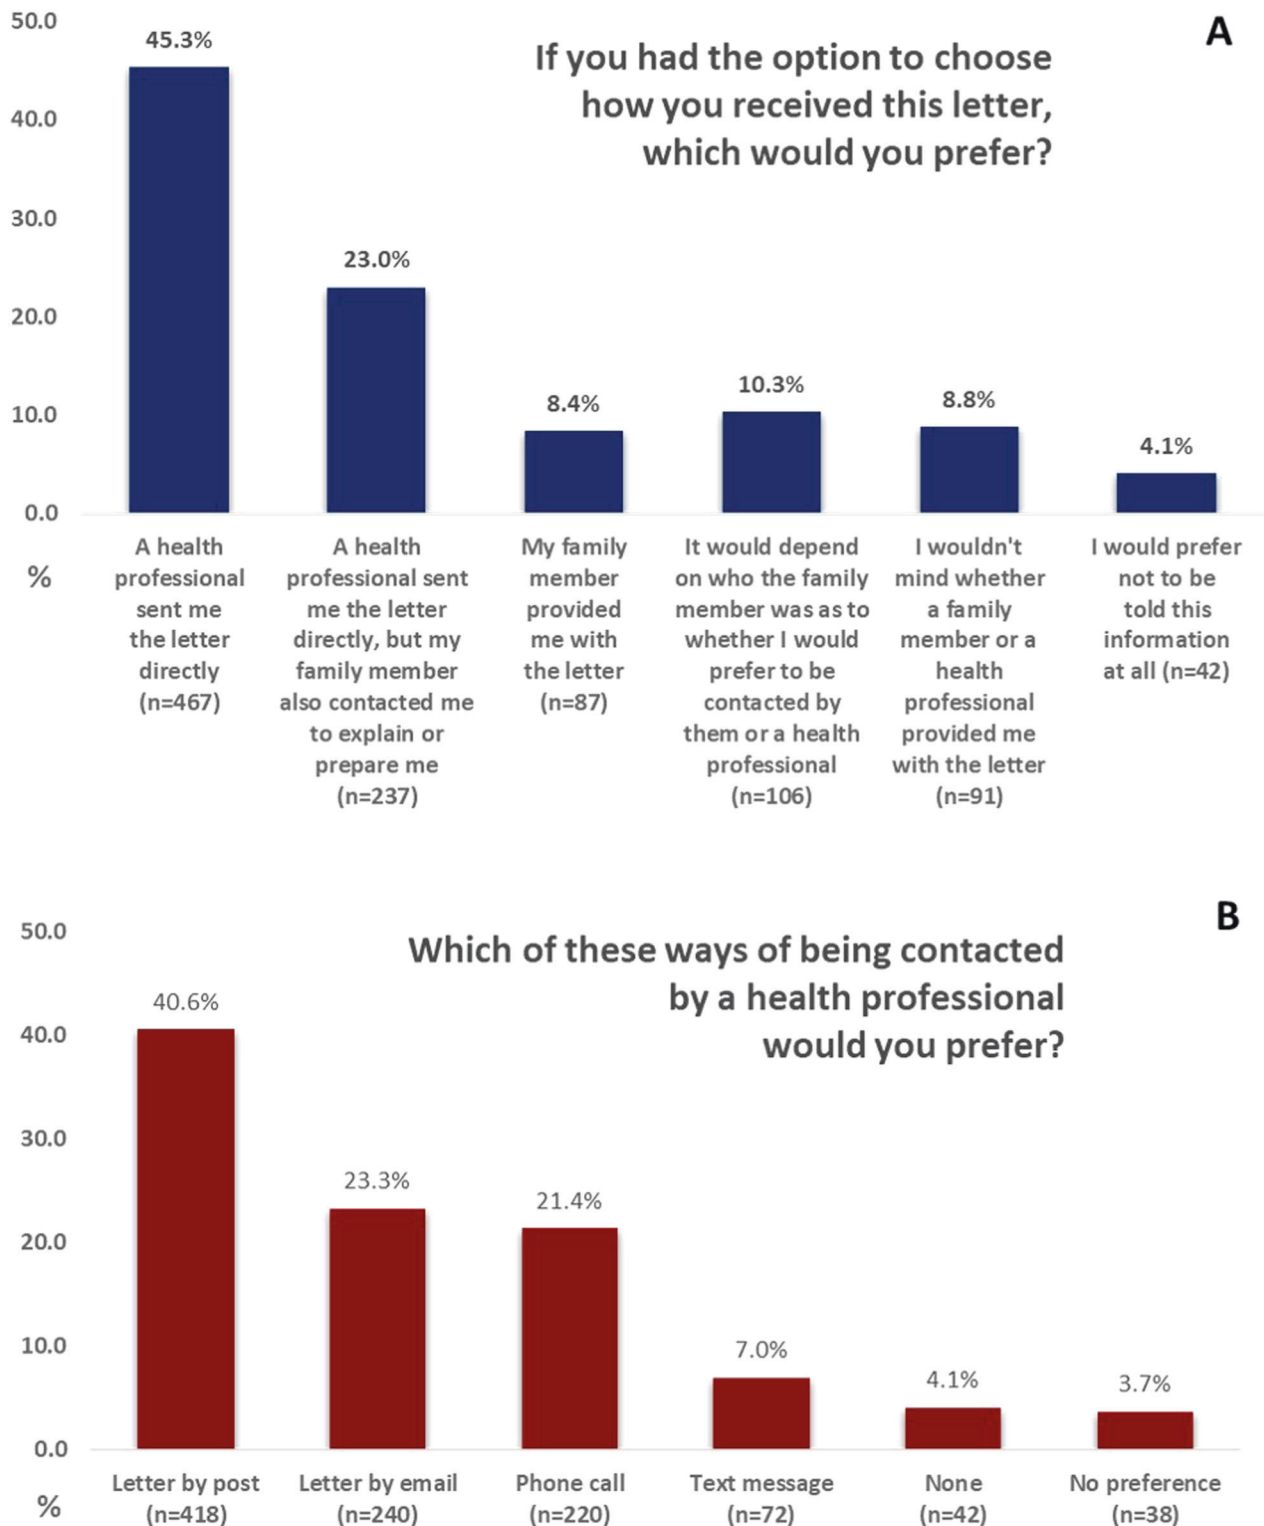 A
If you had the option to choose
how you received this letter,
which would you prefer?
50.0
40.0
30.0
20.0
10.0
0.0
%
45.3%
23.0%
8.4%
10.3%
8.8%
4.1%
A health
professional
sent me
the letter
directly
(n=467)
A health
professional sent
me the letter
directly, but my
family member
also contacted me
to explain or
prepare me
(n=237)
My family
member
provided
me with
the letter
(n=87)
It would depend
on who the family
member was as to
whether I would
prefer to be
contacted by
them or a health
professional
(n=106)
I wouldn't
mind whether
a family
member or a
health
professional
provided me
with the letter
(n=91)
I would prefer
not to be
told this
information
at all (n=42)
B
Which of these ways of being contacted
by a health professional
would you prefer?
50.0
40.0
30.0
20.0
10.0
0.0
%
40.6%
23.3%
21.4%
7.0%
4.1%
3.7%
Letter by post
(n=418)
Letter by email
(n=240)
Phone call
(n=220)
Text message
(n=72)
None
(n=42)
No preference
(n=38)